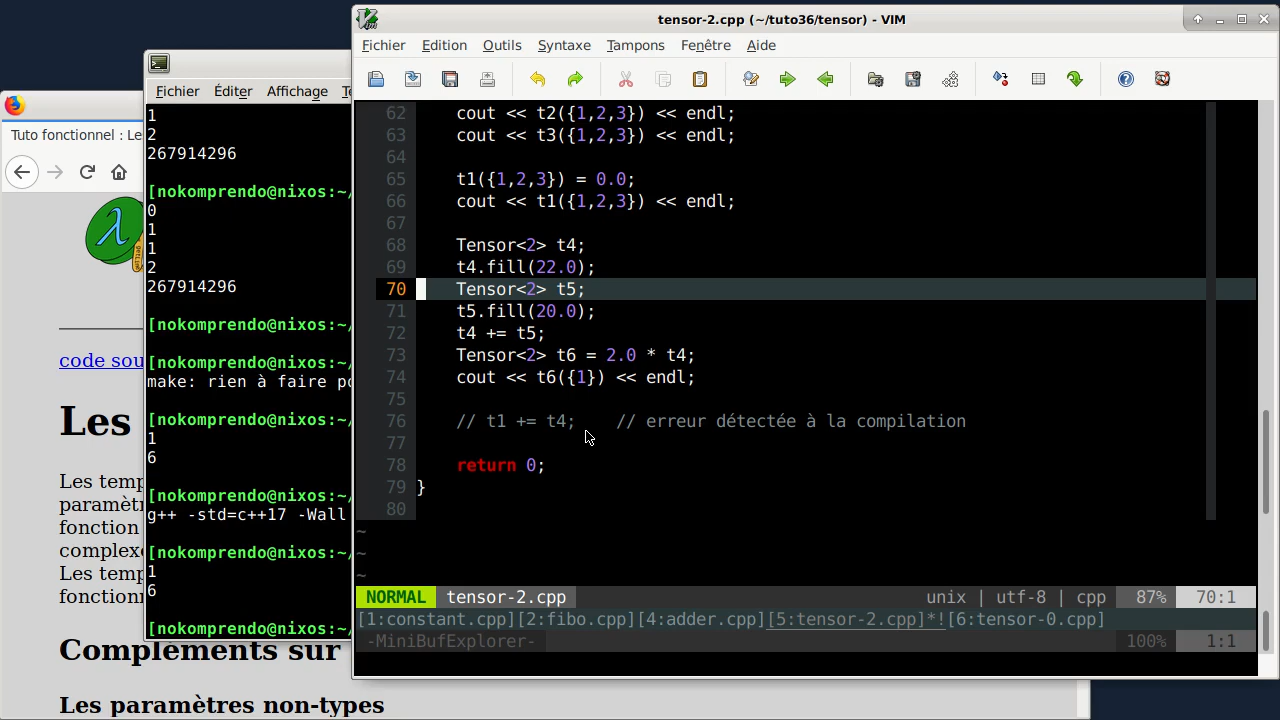 tensor-2.cpp (~/tuto36/tensor) - VIM
Fichier Edition Outils Syntaxe Tampons Fenêtre Aide
62 cout << t2({1,2,3}) << endl;
63 cout << t3({1,2,3}) << endl;
64
65 t1({1,2,3}) = 0.0;
66 cout << t1({1,2,3}) << endl;
67
68 Tensor<2> t4;
69 t4.fill(22.0);
70 Tensor<2> t5;
71 t5.fill(20.0);
72 t4 += t5;
73 Tensor<2> t6 = 2.0 * t4;
74 cout << t6({1}) << endl;
75
76 // t1 += t4; // erreur détectée à la compilation
77
78 return 0;
79 }
80
~
~
~
NORMAL tensor-2.cpp unix | utf-8 | cpp 87% 70:1
[1:constant.cpp][2:fibo.cpp][4:adder.cpp][5:tensor-2.cpp]*![6:tensor-0.cpp]
-MiniBufExplorer- 100% 1:1
Fichier Éditer Affichage
1
2
267914296
[nokomprendo@nixos:~/
0
1
1
2
267914296
[nokomprendo@nixos:~/
[nokomprendo@nixos:~/
make: rien à faire
[nokomprendo@nixos:~/
1
6
[nokomprendo@nixos:~/
g++ -std=c++17 -Wall
[nokomprendo@nixos:~/
1
6
[nokomprendo@nixos:~/
Tuto fonctionnel : Le
λ
code sou
Les
Les temp
paramètr
fonction
complexe
Les temp
fonction
Compléments sur
Les paramètres non-types